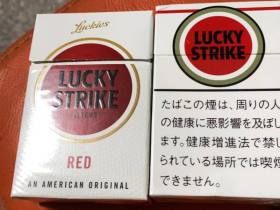 Luckies
LUCKY
STRIKE
FILTERS
RED
AN AMERICAN ORIGINAL
LUCKY
STRIKE
たばこの煙は、周りの人
の健康に悪影響を及ぼし
ます。健康増進法で禁し
られている場所では喫煙
できません。